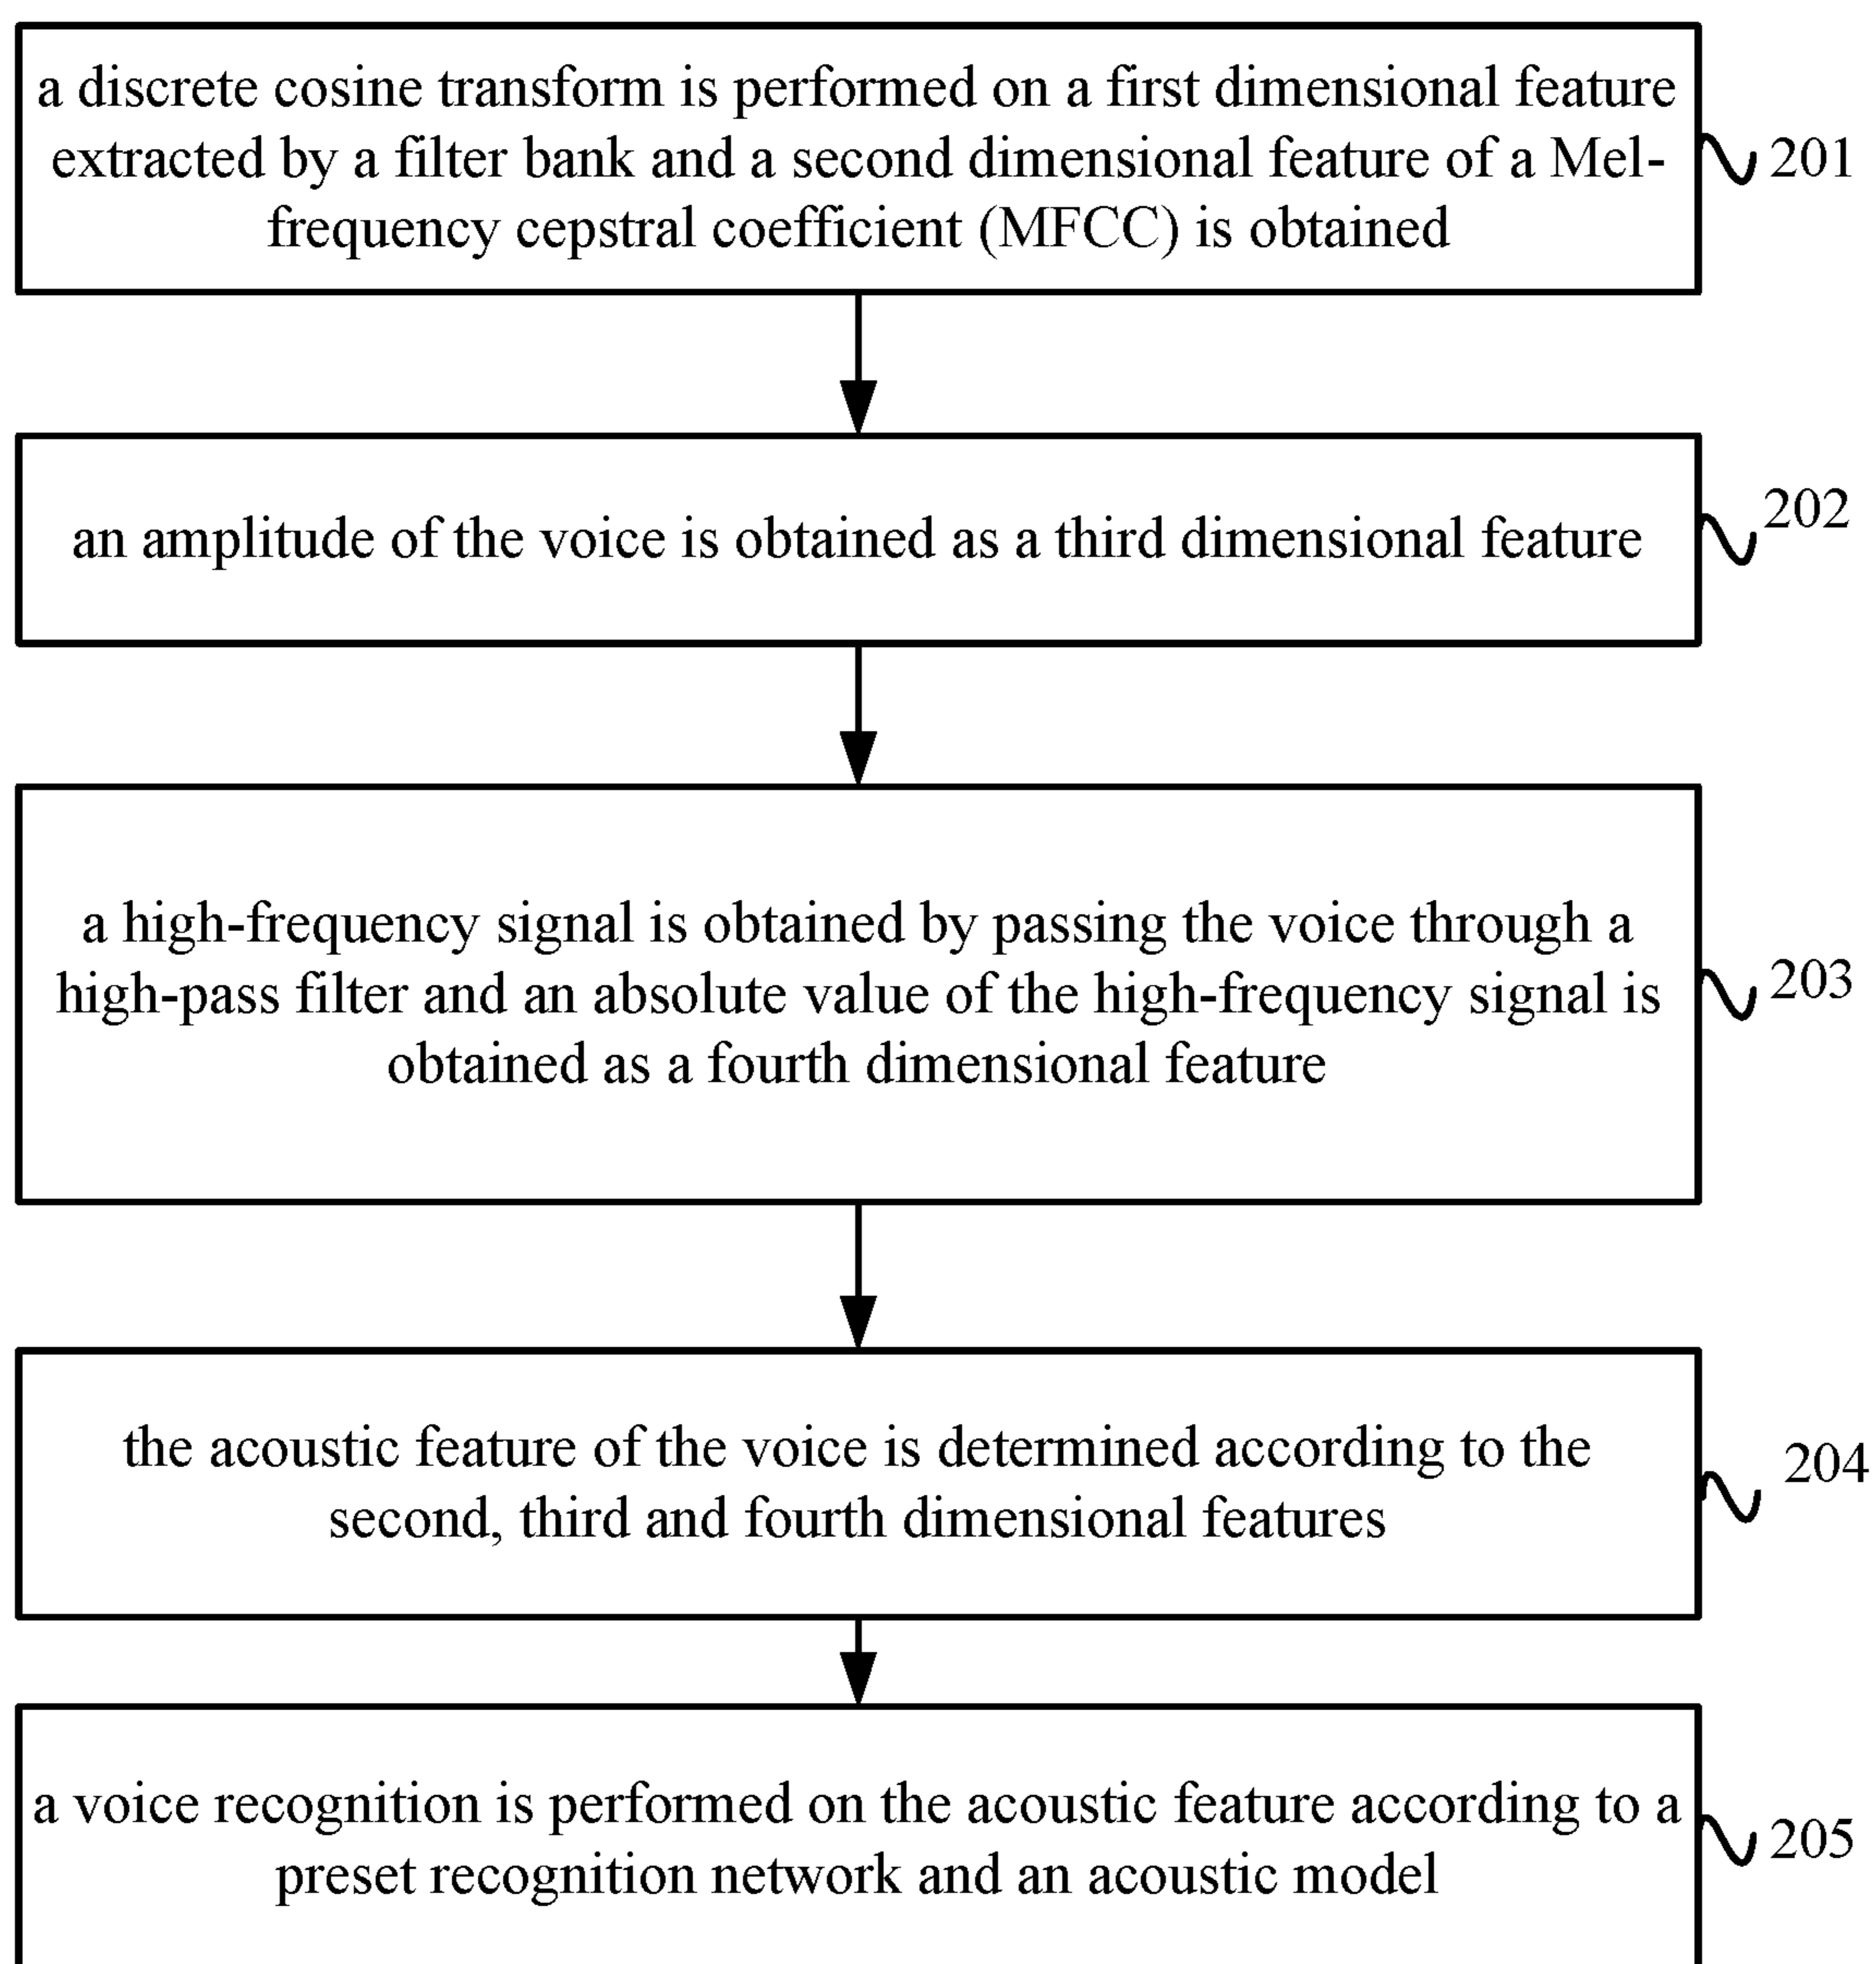 a discrete cosine transform is performed on a first dimensional feature
extracted by a filter bank and a second dimensional feature of a Mel-
frequency cepstral coefficient (MFCC) is obtained
201
an amplitude of the voice is obtained as a third dimensional feature
202
a high-frequency signal is obtained by passing the voice through a
high-pass filter and an absolute value of the high-frequency signal is
obtained as a fourth dimensional feature
203
the acoustic feature of the voice is determined according to the
second, third and fourth dimensional features
204
a voice recognition is performed on the acoustic feature according to a
preset recognition network and an acoustic model
205